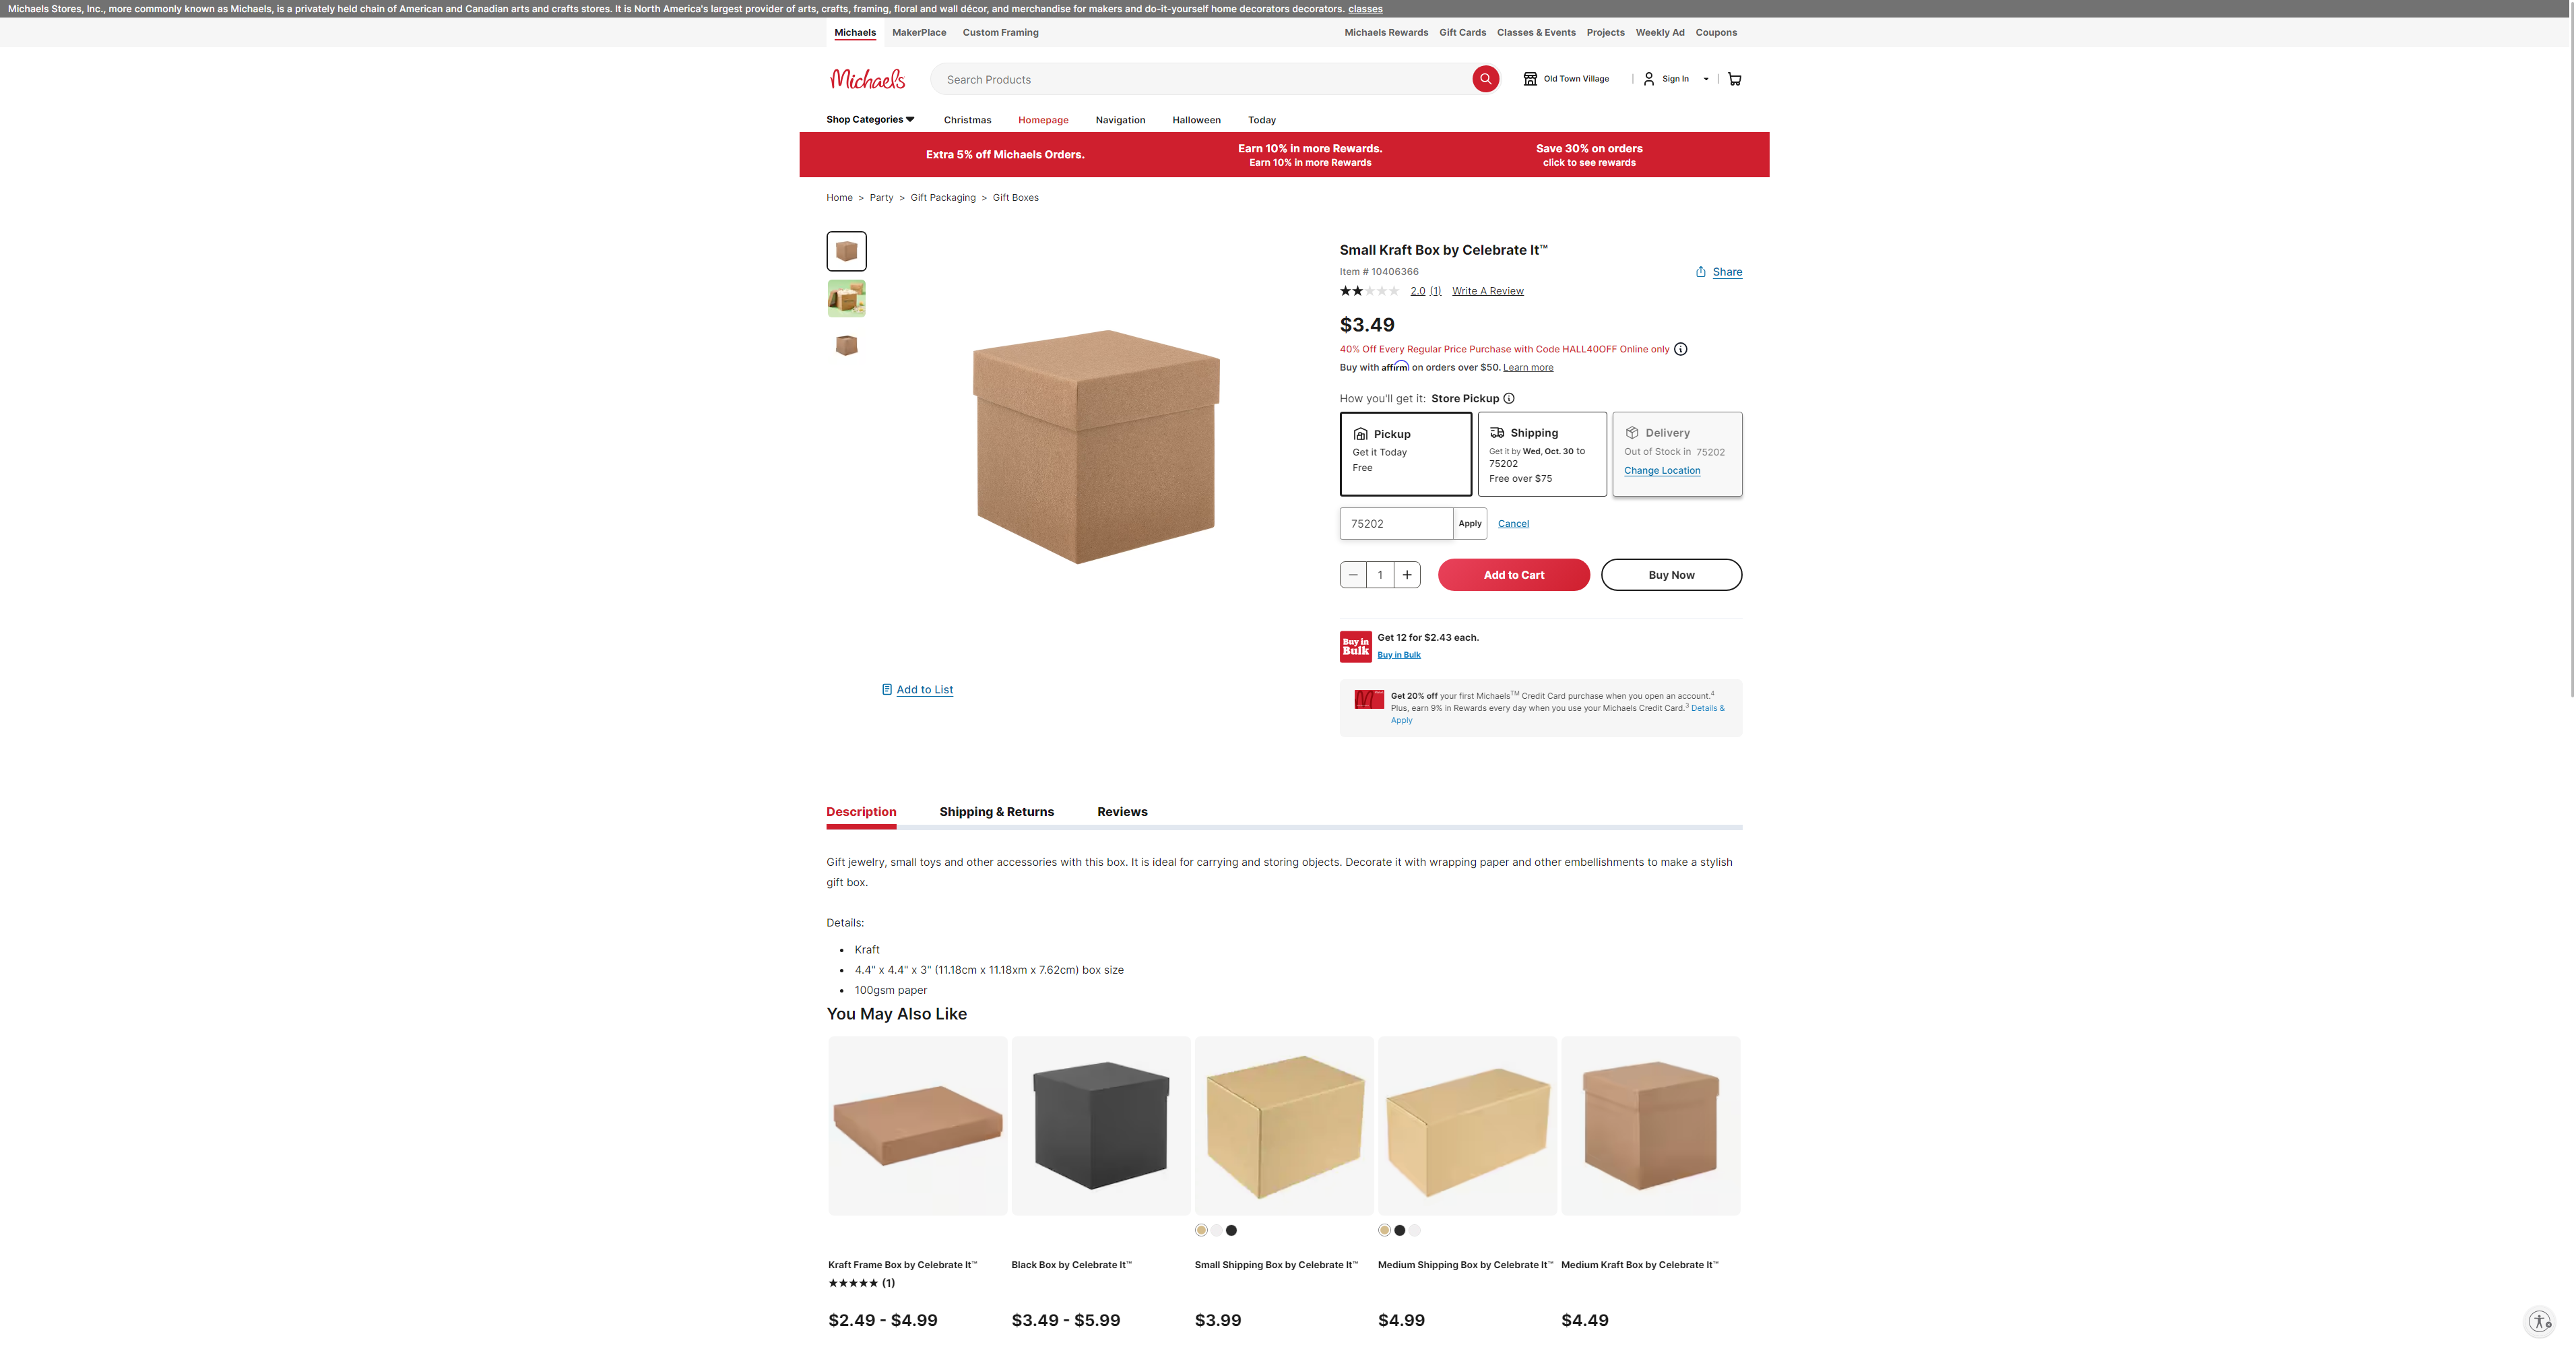 Michaels Stores, Inc., more commonly known as Michaels, is a privately held chain of American and Canadian arts and crafts stores. It is North America's largest provider of arts, crafts, framing, floral and wall décor, and merchandise for makers and do-it-yourself home decorators decorators. classes
Michaels MakerPlace Custom Framing Michaels Rewards Gift Cards Classes & Events Projects Weekly Ad Coupons
Michaels Search Products Old Town Village | Sign In |
Shop Categories Christmas Homepage Navigation Halloween Today
Extra 5% off Michaels Orders.
Earn 10% in more Rewards.
Earn 10% in more Rewards
Save 30% on orders
click to see rewards
Home > Party > Gift Packaging > Gift Boxes
Small Kraft Box by Celebrate It™
Item # 10406366 Share
2.0 (1) Write A Review
$3.49
40% Off Every Regular Price Purchase with Code HALL40OFF Online only
Buy with affirm on orders over $50. Learn more
How you'll get it: Store Pickup
Pickup
Get it Today
Free
Shipping
Get it by Wed, Oct. 30 to
75202
Free over $75
Delivery
Out of Stock in 75202
Change Location
75202 Apply Cancel
1 Add to Cart Buy Now
Buy in
Bulk
Get 12 for $2.43 each.
Buy in Bulk
Add to List
Get 20% off your first Michaels™ Credit Card purchase when you open an account.⁴
Plus, earn 9% in Rewards every day when you use your Michaels Credit Card.³ Details &
Apply
Description Shipping & Returns Reviews
Gift jewelry, small toys and other accessories with this box. It is ideal for carrying and storing objects. Decorate it with wrapping paper and other embellishments to make a stylish
gift box.
Details:
• Kraft
• 4.4" x 4.4" x 3" (11.18cm x 11.18xm x 7.62cm) box size
• 100gsm paper
You May Also Like
Kraft Frame Box by Celebrate It™ Black Box by Celebrate It™ Small Shipping Box by Celebrate It™ Medium Shipping Box by Celebrate It™ Medium Kraft Box by Celebrate It™
★★★★★ (1)
$2.49 - $4.99 $3.49 - $5.99 $3.99 $4.99 $4.49